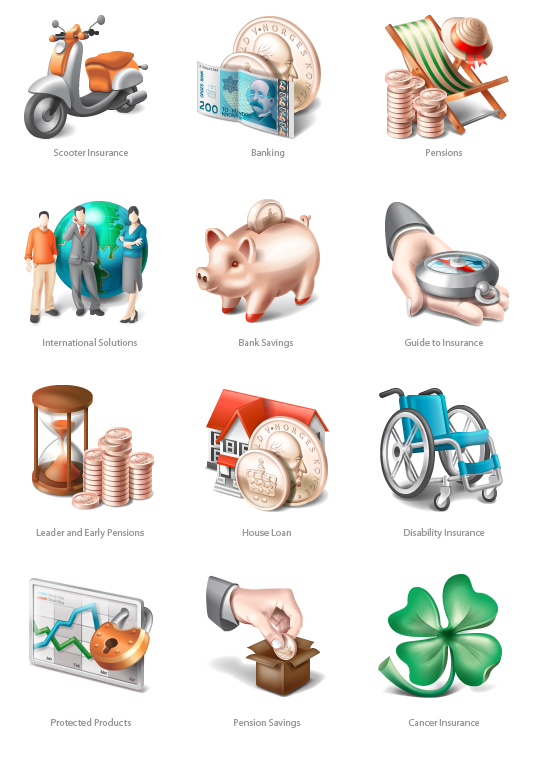 200
Scooter Insurance
Banking
Pensions
International Solutions
Bank Savings
Guide to Insurance
Leader and Early Pensions
House Loan
Disability Insurance
Protected Products
Pension Savings
Cancer Insurance